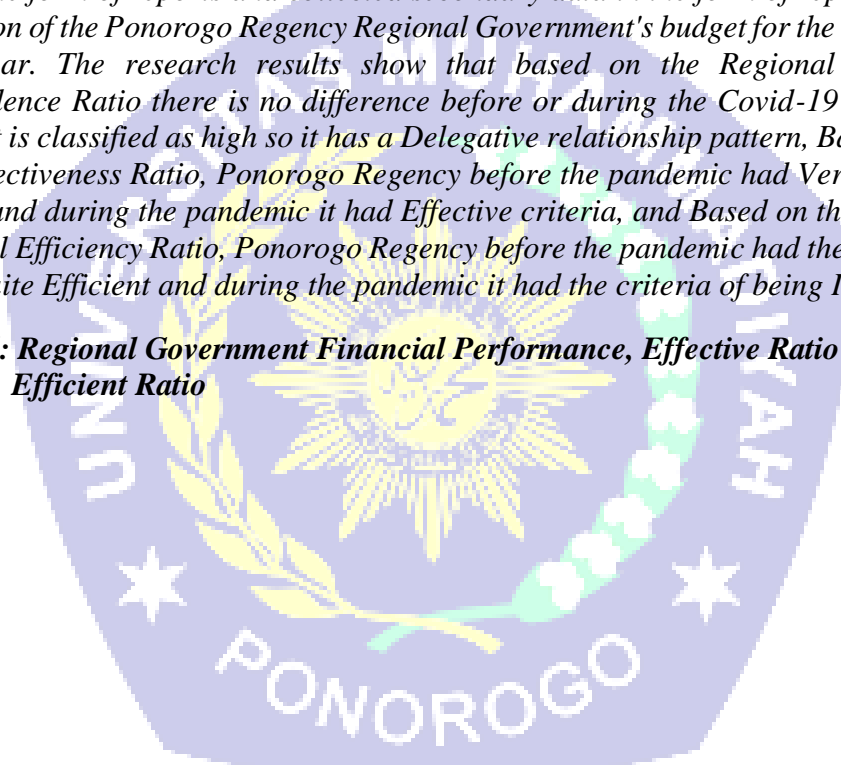 form of reports and collected secondary data in the form of rep
on of the Ponorogo Regency Regional Government's budget for the
ar. The research results show that based on the Regional
dence Ratio there is no difference before or during the Covid-19
t is classified as high so it has a Delegative relationship pattern, Ba
ectiveness Ratio, Ponorogo Regency before the pandemic had Ver
and during the pandemic it had Effective criteria, and Based on th
l Efficiency Ratio, Ponorogo Regency before the pandemic had the
uite Efficient and during the pandemic it had the criteria of being I
: Regional Government Financial Performance, Effective Ratio
Efficient Ratio
UNIVERSITAS MUHAMMADIYAH
PONOROGO